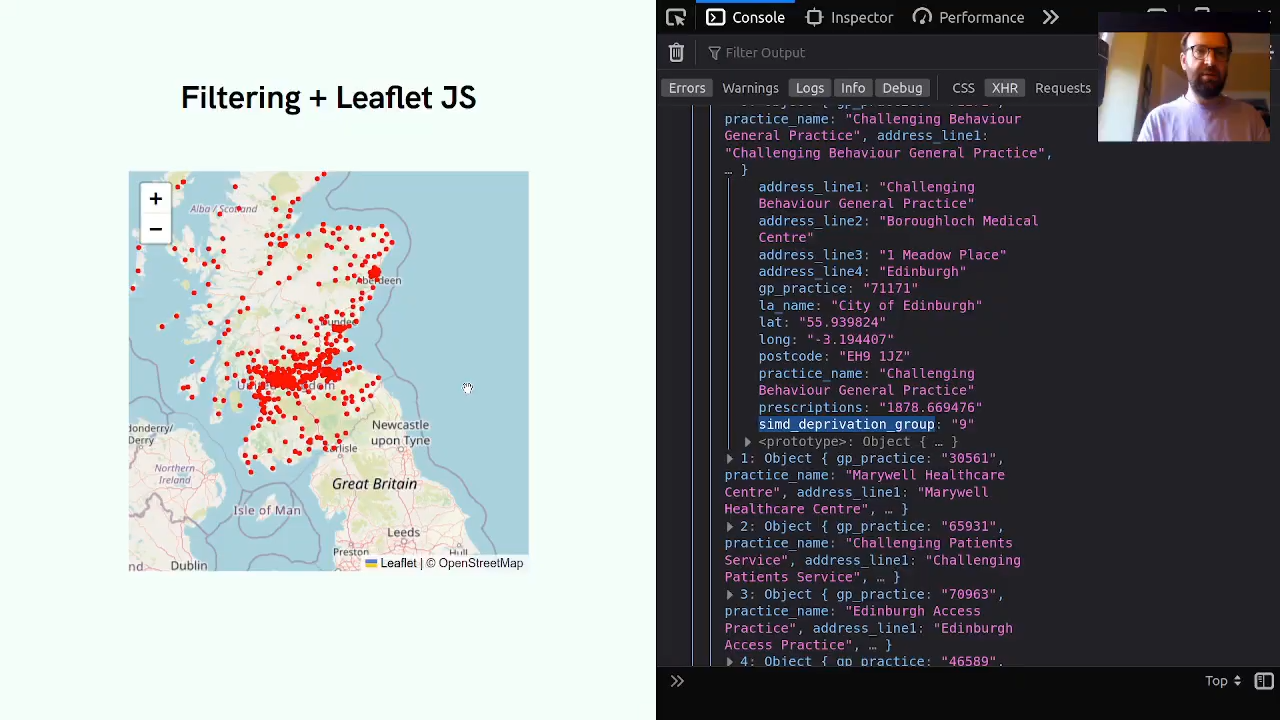 Filtering + Leaflet JS
+
−
Alba / Scotland
Aberdeen
Dundee
United Kingdom
Newcastle
upon Tyne
Carlisle
onderry/
Derry
Northern
Ireland
Great Britain
Isle of Man
Leeds
Preston
Hull
nd
Dublin
Leaflet | © OpenStreetMap
Console
Inspector
Performance
Filter Output
Errors
Warnings
Logs
Info
Debug
CSS
XHR
Requests
practice_name: "Challenging Behaviour
General Practice", address_line1:
"Challenging Behaviour General Practice",
… }
address_line1: "Challenging
Behaviour General Practice"
address_line2: "Boroughloch Medical
Centre"
address_line3: "1 Meadow Place"
address_line4: "Edinburgh"
gp_practice: "71171"
la_name: "City of Edinburgh"
lat: "55.939824"
long: "-3.194407"
postcode: "EH9 1JZ"
practice_name: "Challenging
Behaviour General Practice"
prescriptions: "1878.669476"
simd_deprivation_group: "9"
<prototype>: Object { … }
1: Object { gp_practice: "30561",
practice_name: "Marywell Healthcare
Centre", address_line1: "Marywell
Healthcare Centre", … }
2: Object { gp_practice: "65931",
practice_name: "Challenging Patients
Service", address_line1: "Challenging
Patients Service", … }
3: Object { gp_practice: "70963",
practice_name: "Edinburgh Access
Practice", address_line1: "Edinburgh
Access Practice", … }
4: Object { gp_practice: "46589",
Top